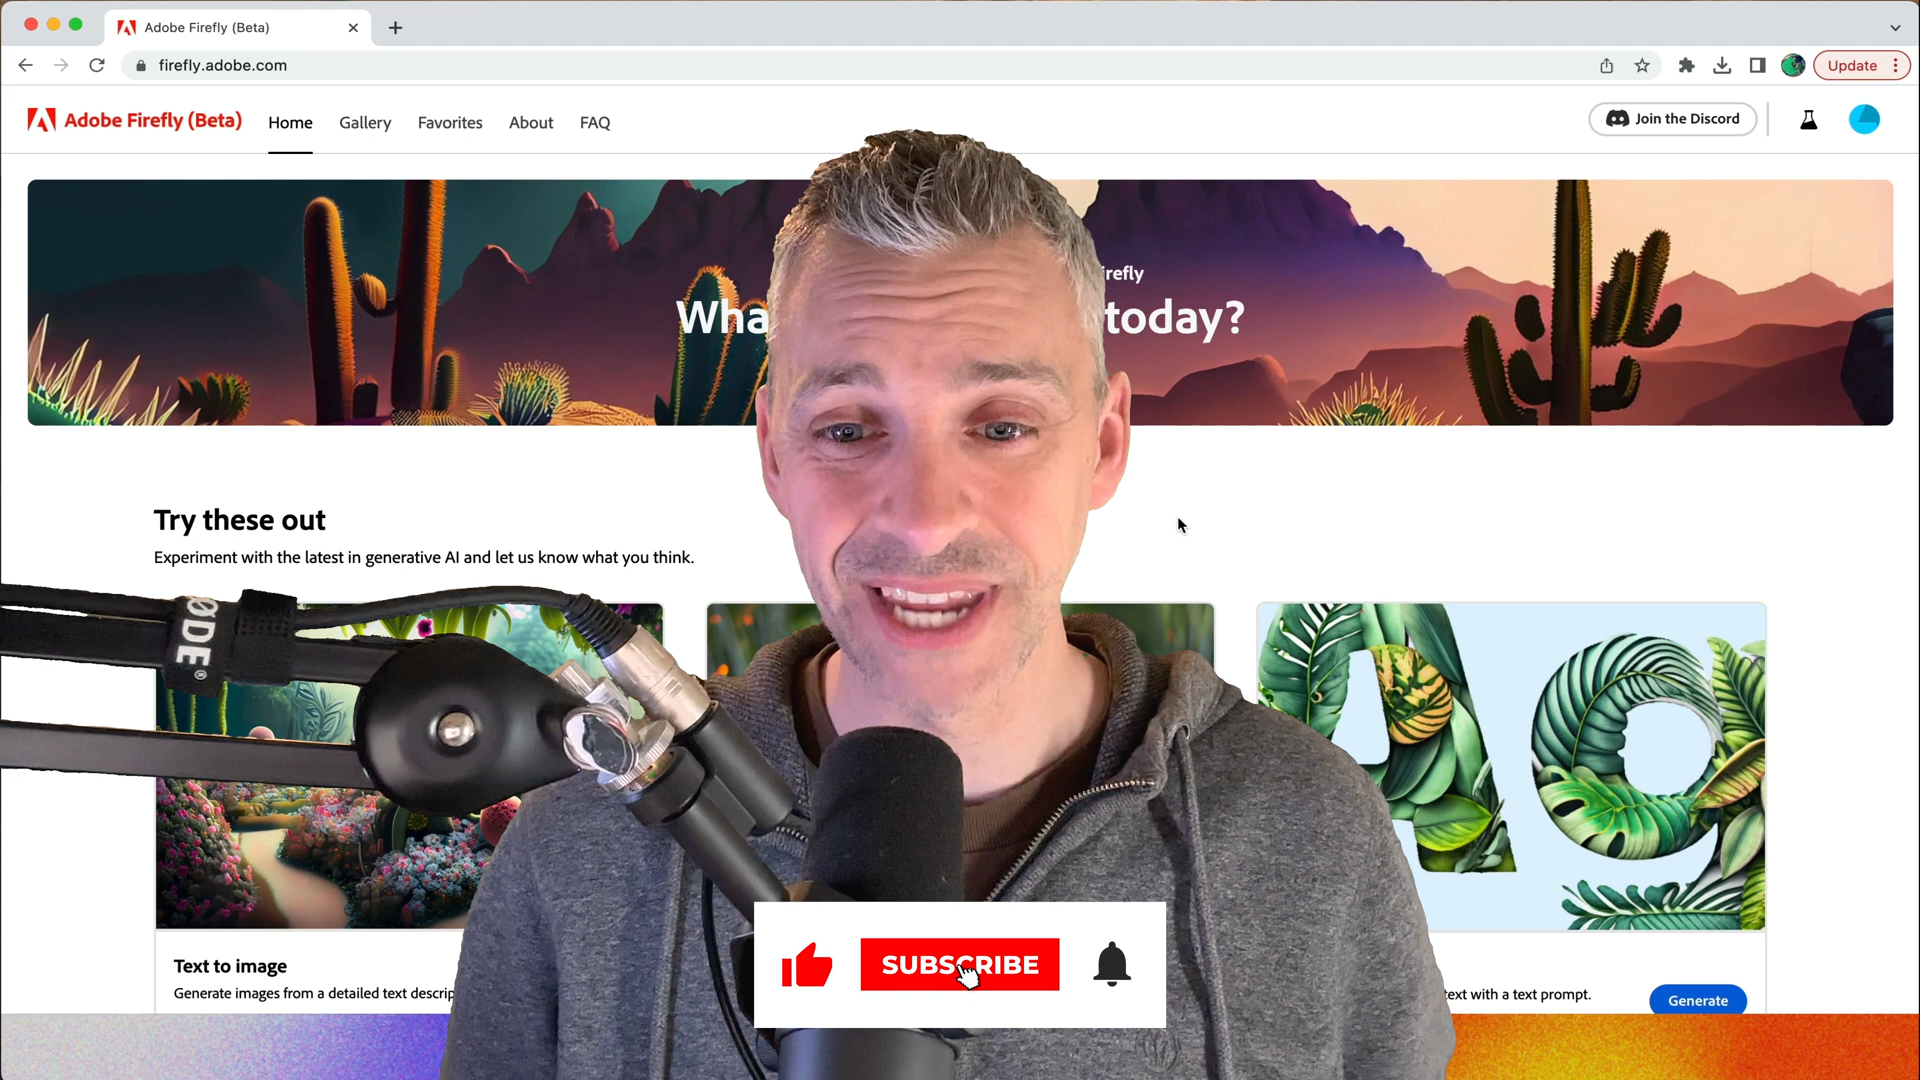 Adobe Firefly (Beta)
firefly.adobe.com
Update
Adobe Firefly (Beta)
Home
Gallery
Favorites
About
FAQ
Join the Discord
irefly
Wha
today?
Try these out
Experiment with the latest in generative AI and let us know what you think.
ØDE®
Ag
Text to image
Generate images from a detailed text descrip
text with a text prompt.
Generate
SUBSCRIBE